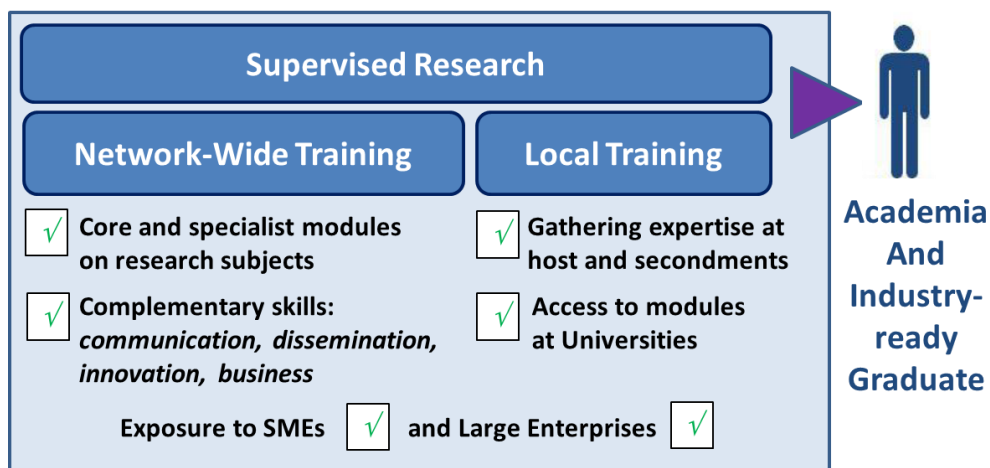 Supervised Research
Network-Wide Training
Local Training
√ Core and specialist modules
on research subjects
√ Complementary skills:
communication, dissemination,
innovation, business
√ Gathering expertise at
host and secondments
√ Access to modules
at Universities
Exposure to SMEs √ and Large Enterprises √
Academia
And
Industry-
ready
Graduate